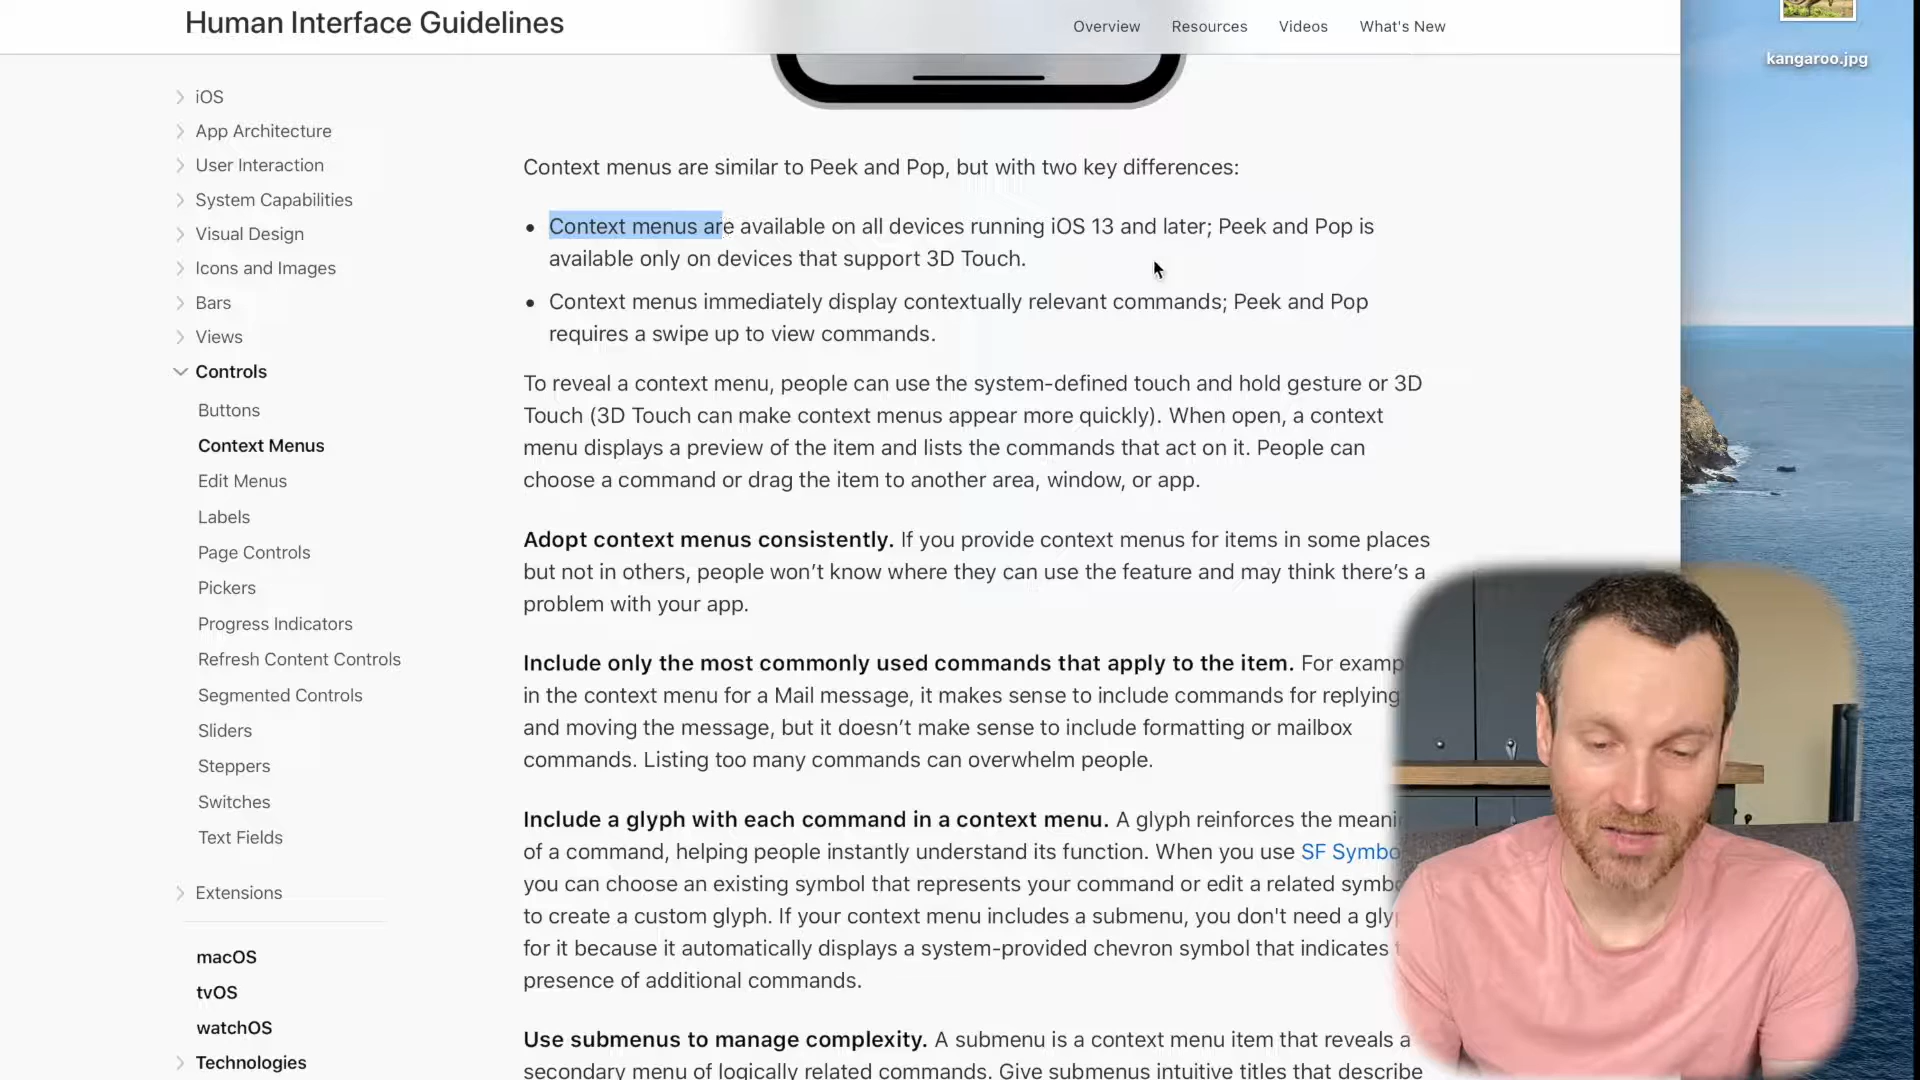 Human Interface Guidelines
Overview
Resources
Videos
What's New
kangaroo.jpg
iOS
App Architecture
User Interaction
System Capabilities
Visual Design
Icons and Images
Bars
Views
Controls
Buttons
Context Menus
Edit Menus
Labels
Page Controls
Pickers
Progress Indicators
Refresh Content Controls
Segmented Controls
Sliders
Steppers
Switches
Text Fields
Extensions
macOS
tvOS
watchOS
Technologies
Context menus are similar to Peek and Pop, but with two key differences:
• Context menus are available on all devices running iOS 13 and later; Peek and Pop is
available only on devices that support 3D Touch.
• Context menus immediately display contextually relevant commands; Peek and Pop
requires a swipe up to view commands.
To reveal a context menu, people can use the system-defined touch and hold gesture or 3D
Touch (3D Touch can make context menus appear more quickly). When open, a context
menu displays a preview of the item and lists the commands that act on it. People can
choose a command or drag the item to another area, window, or app.
Adopt context menus consistently. If you provide context menus for items in some places
but not in others, people won’t know where they can use the feature and may think there’s a
problem with your app.
Include only the most commonly used commands that apply to the item. For examp
in the context menu for a Mail message, it makes sense to include commands for replying
and moving the message, but it doesn’t make sense to include formatting or mailbox
commands. Listing too many commands can overwhelm people.
Include a glyph with each command in a context menu. A glyph reinforces the meani
of a command, helping people instantly understand its function. When you use SF Symbo
you can choose an existing symbol that represents your command or edit a related symbo
to create a custom glyph. If your context menu includes a submenu, you don't need a gly
for it because it automatically displays a system-provided chevron symbol that indicates t
presence of additional commands.
Use submenus to manage complexity. A submenu is a context menu item that reveals a
secondary menu of logically related commands. Give submenus intuitive titles that describe